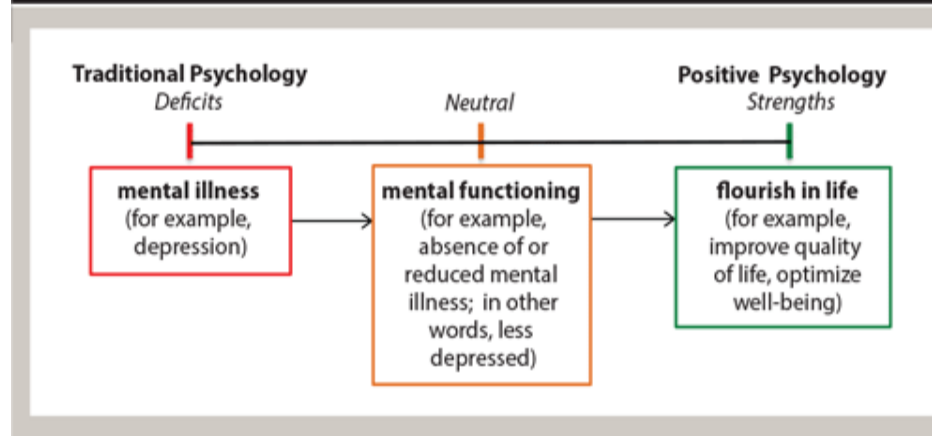 Traditional Psychology
Deficits
Neutral
Positive Psychology
Strengths
mental illness
(for example,
depression)
mental functioning
(for example,
absence of or
reduced mental
illness; in other
words, less
depressed)
flourish in life
(for example,
improve quality
of life, optimize
well-being)